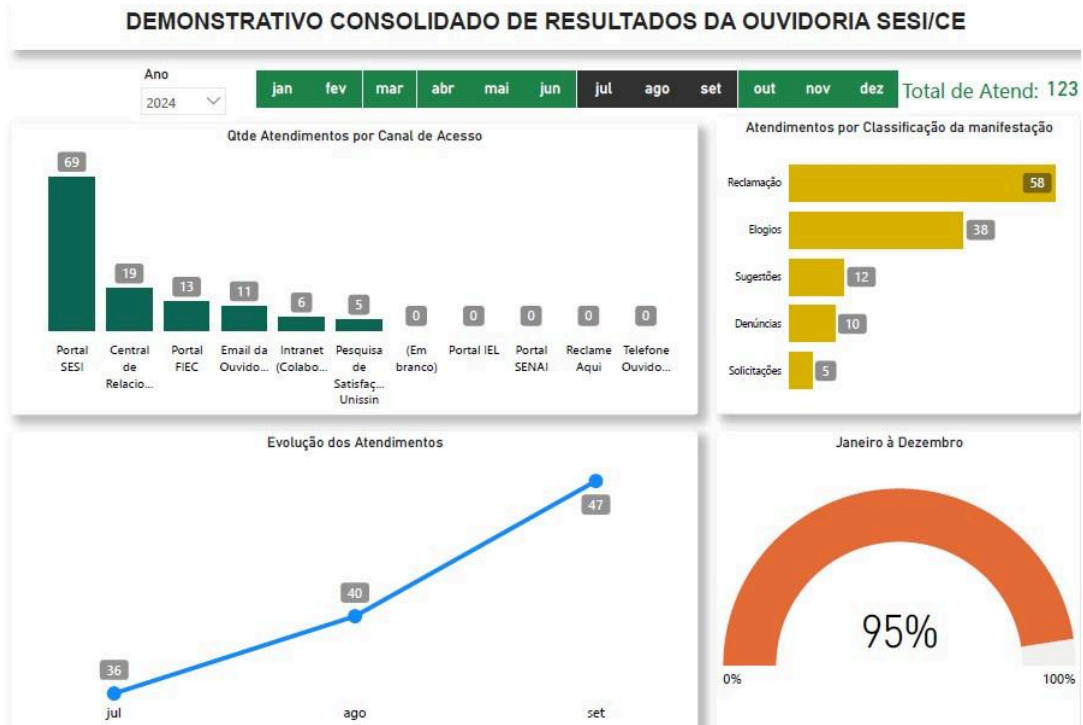 DEMONSTRATIVO CONSOLIDADO DE RESULTADOS DA OUVIDORIA SESI/CE
Ano
2024
jan fev mar abr mai jun jul ago set out nov dez
Total de Atend: 123
Qtde Atendimentos por Canal de Acesso
69
19
13
11
6
5
0
0
0
0
0
Portal
SESI
Central
de
Relacio...
Portal
FIEC
Email da
Ouvido...
Intranet
(Colabo...
Pesquisa
de
Satisfaç...
Unissin
(Em
branco)
Portal IEL
Portal
SENAI
Reclame
Aqui
Telefone
Ouvido...
Atendimentos por Classificação da manifestação
Reclamação 58
Elogios 38
Sugestões 12
Denúncias 10
Solicitações 5
Evolução dos Atendimentos
47
40
36
jul ago set
Janeiro à Dezembro
95%
0% 100%